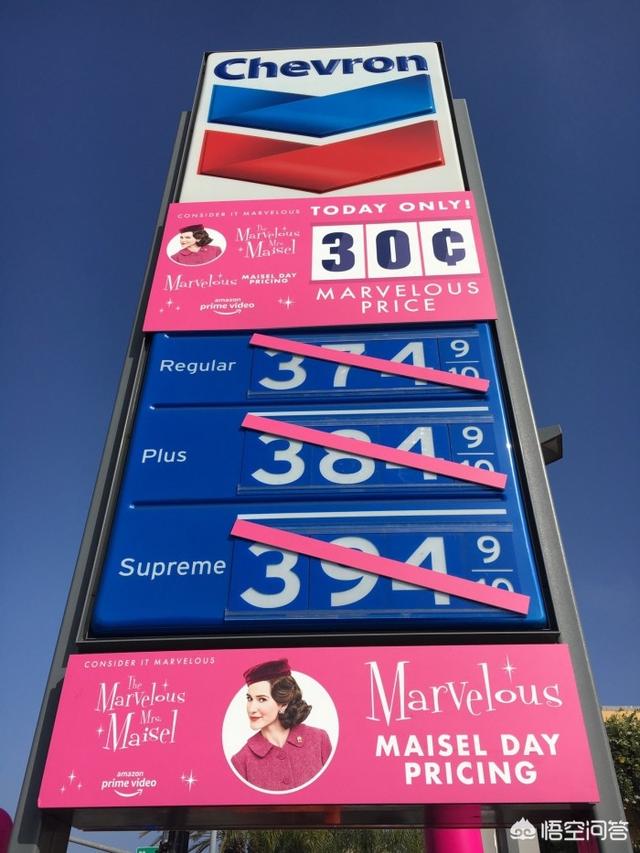 Chevron
CONSIDER IT MARVELOUS
The
Marvelous
Mrs.
Maisel
Marvelous MAISEL DAY
PRICING
amazon
prime video
TODAY ONLY!
30¢
MARVELOUS
PRICE
Regular 374 9/10
Plus 384 9/10
Supreme 394 9/10
CONSIDER IT MARVELOUS
The
Marvelous
Mrs.
Maisel
amazon
prime video
Marvelous
MAISEL DAY
PRICING
悟空问答